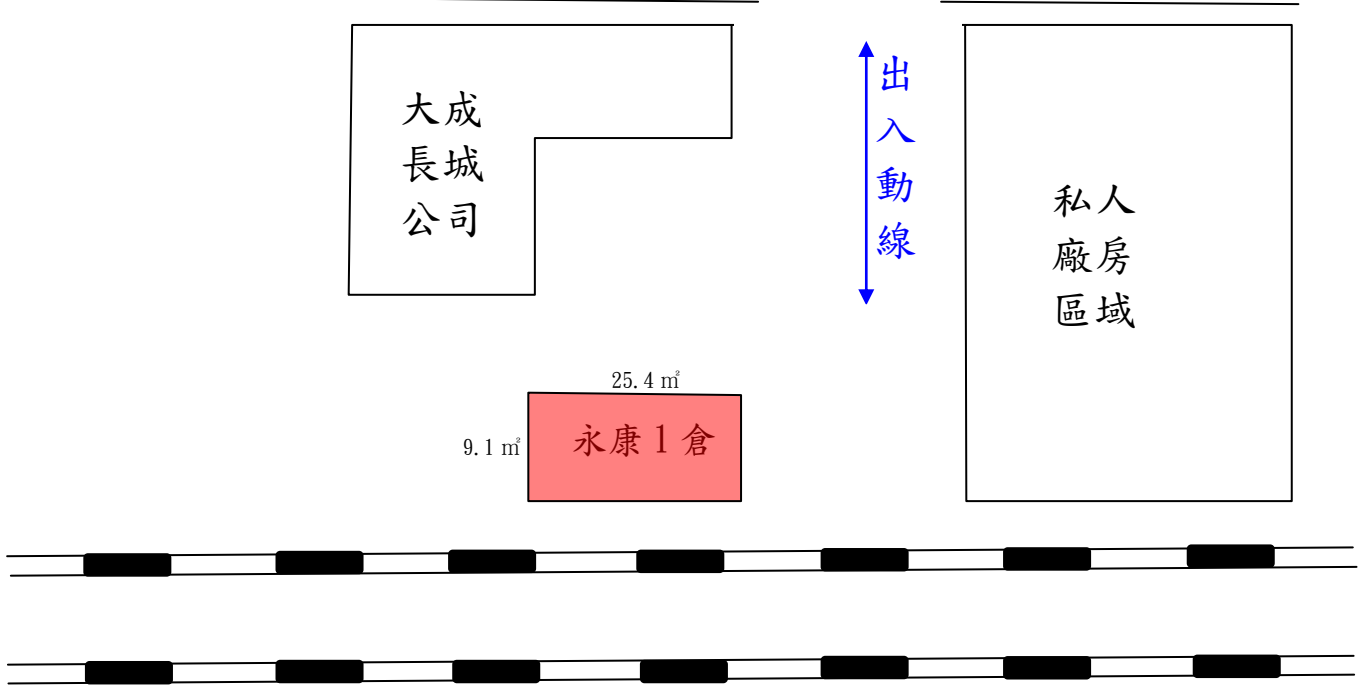 大成
長城
公司
出
入
動
線
私人
廠房
區域
25.4 ㎡
9.1 ㎡
永康1倉